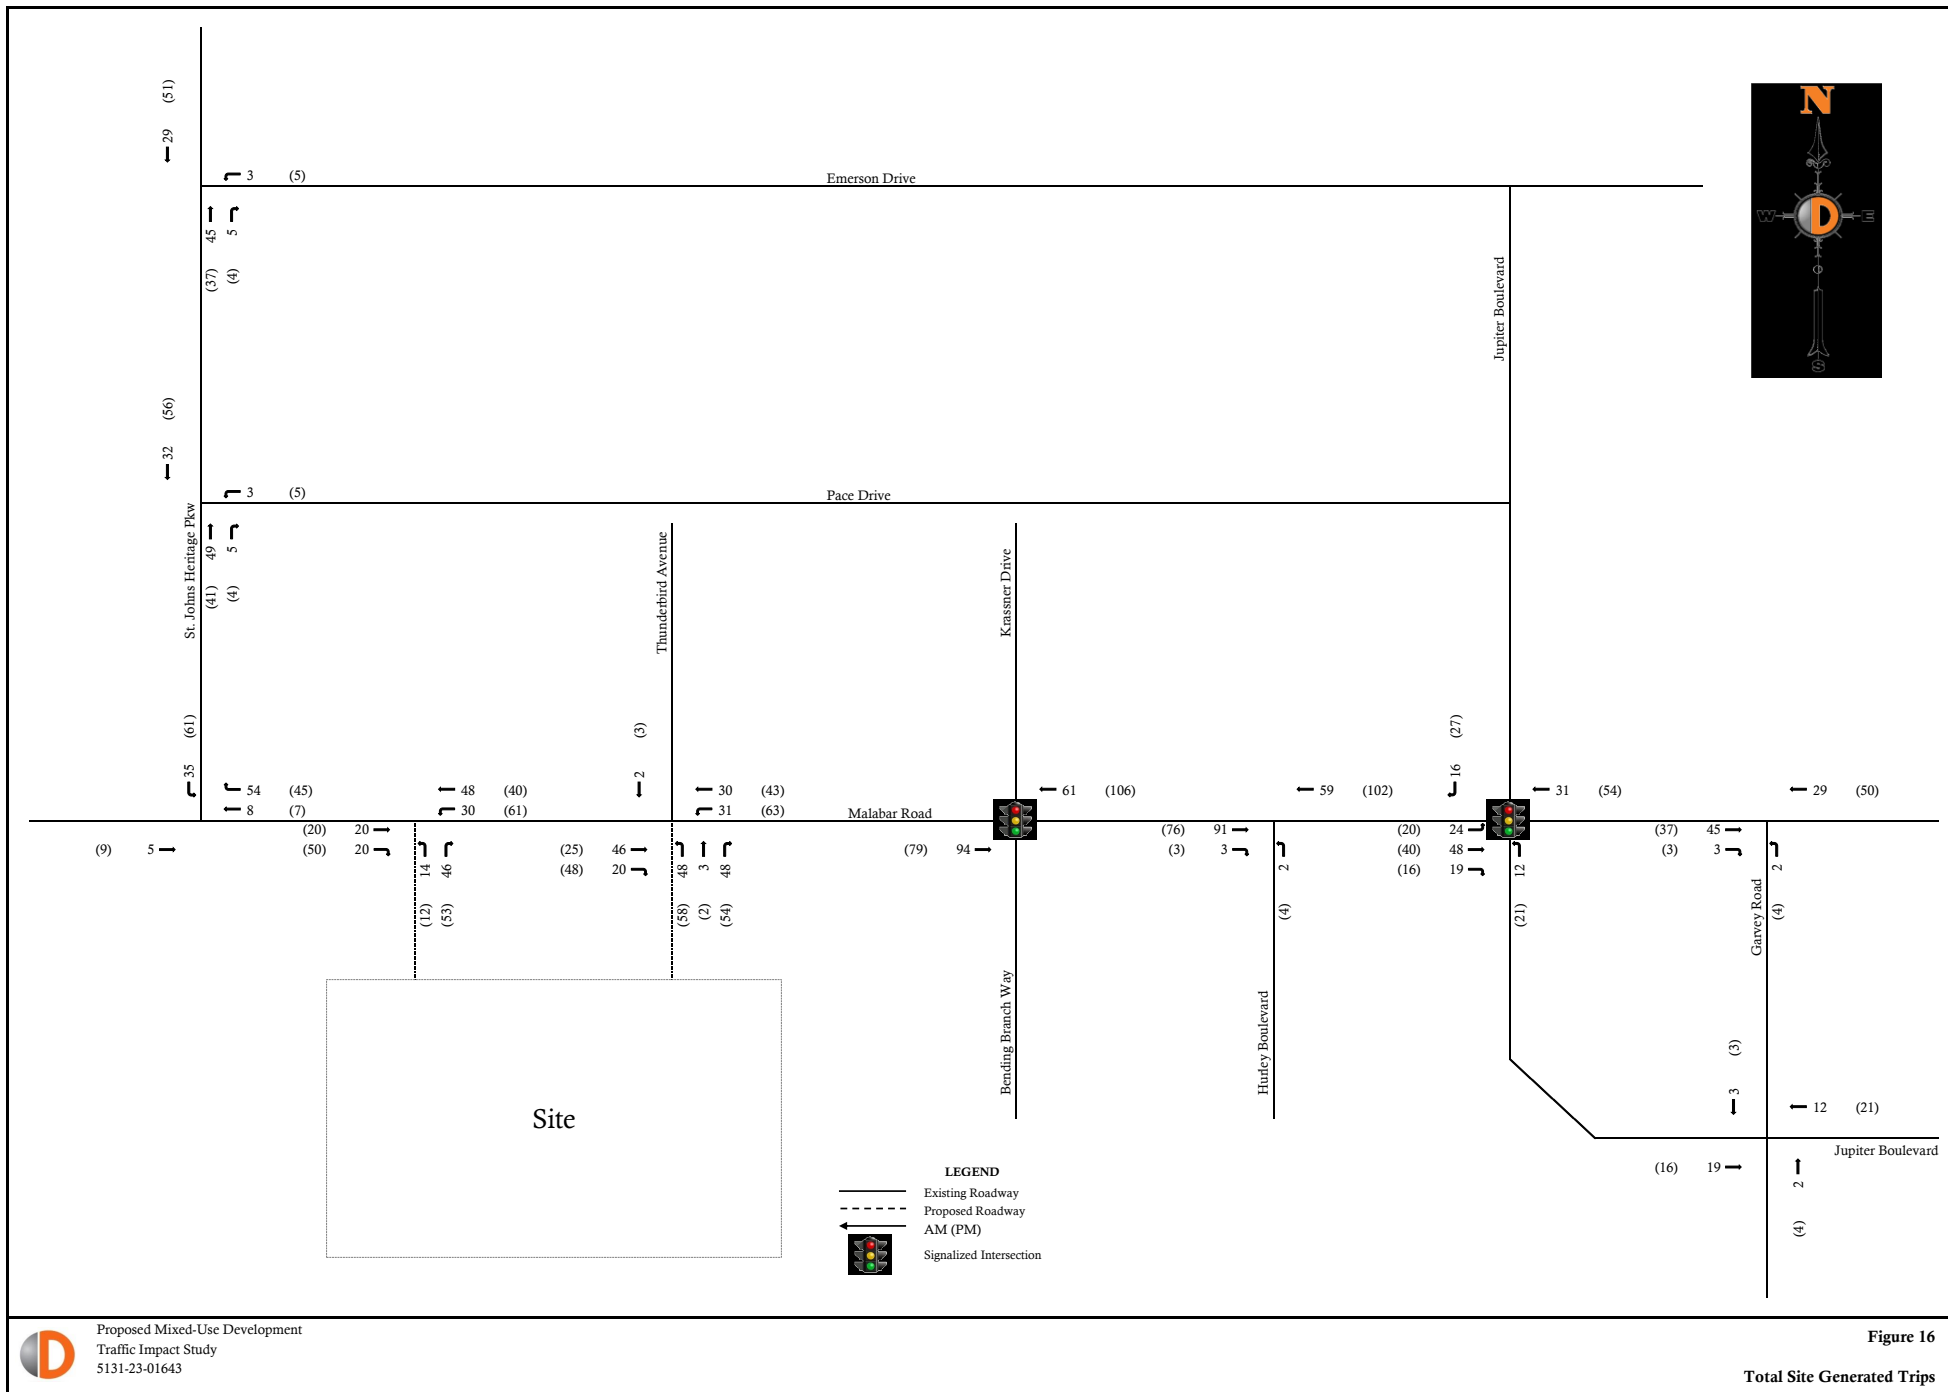 N
W
D
E
S
(51)
29
3 (5)
Emerson Drive
45 5
(37) (4)
Jupiter Boulevard
(56)
32
3 (5)
Pace Drive
St. Johns Heritage Pkw
49 5
(41) (4)
Thunderbird Avenue
Krassner Drive
(61)
35
(3)
2
(27)
16
54 (45)
48 (40)
30 (43)
61 (106)
59 (102)
31 (54)
29 (50)
8 (7)
30 (61)
31 (63)
Malabar Road
(20) 20
(76) 91
(20) 24
(37) 45
(9) 5
(50) 20
(25) 46
(79) 94
(3) 3
(40) 48
(3) 3
(48) 20
(16) 19
14 46
(12) (53)
48 3 48
(58) (2) (54)
2
(4)
12
(21)
2
(4)
Garvey Road
Bending Branch Way
Hurley Boulevard
(3)
3
12 (21)
Site
Jupiter Boulevard
(16) 19
2
(4)
LEGEND
Existing Roadway
Proposed Roadway
AM (PM)
Signalized Intersection
D
Proposed Mixed-Use Development
Traffic Impact Study
5131-23-01643
Figure 16
Total Site Generated Trips